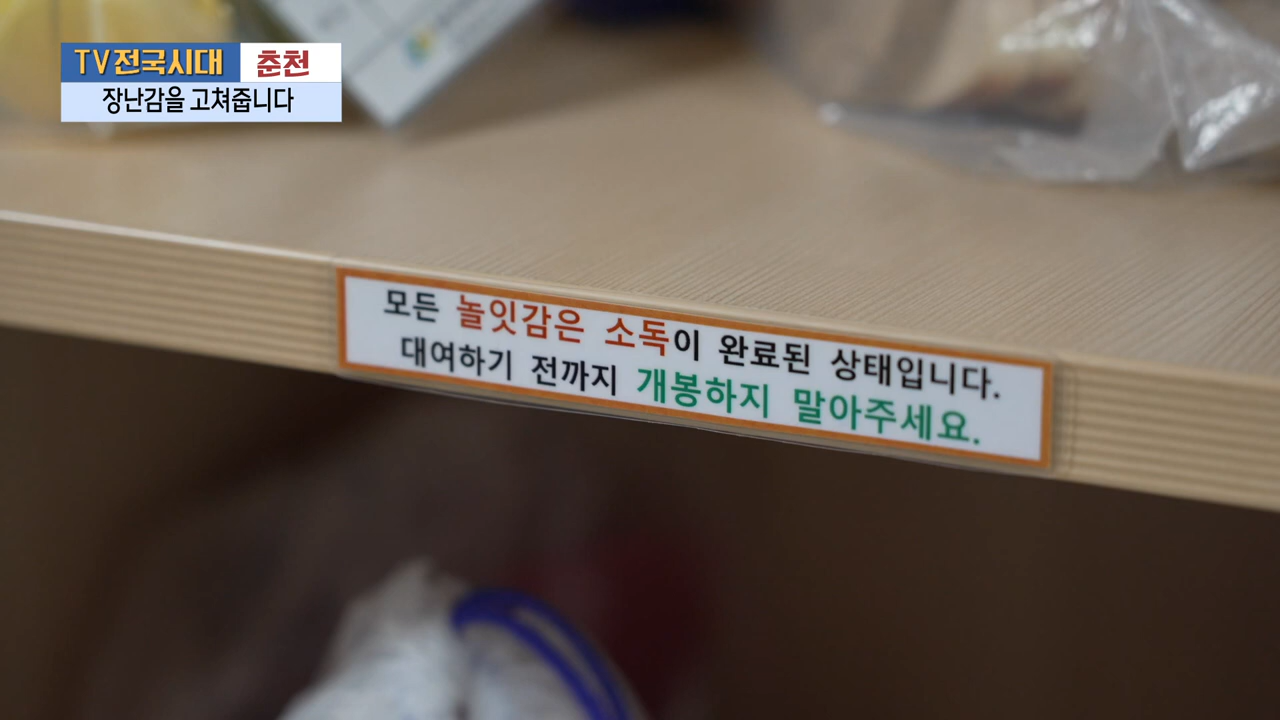 TV전국시대 춘천
장난감을 고쳐줍니다
모든 놀잇감은 소독이 완료된 상태입니다.
대여하기 전까지 개봉하지 말아주세요.